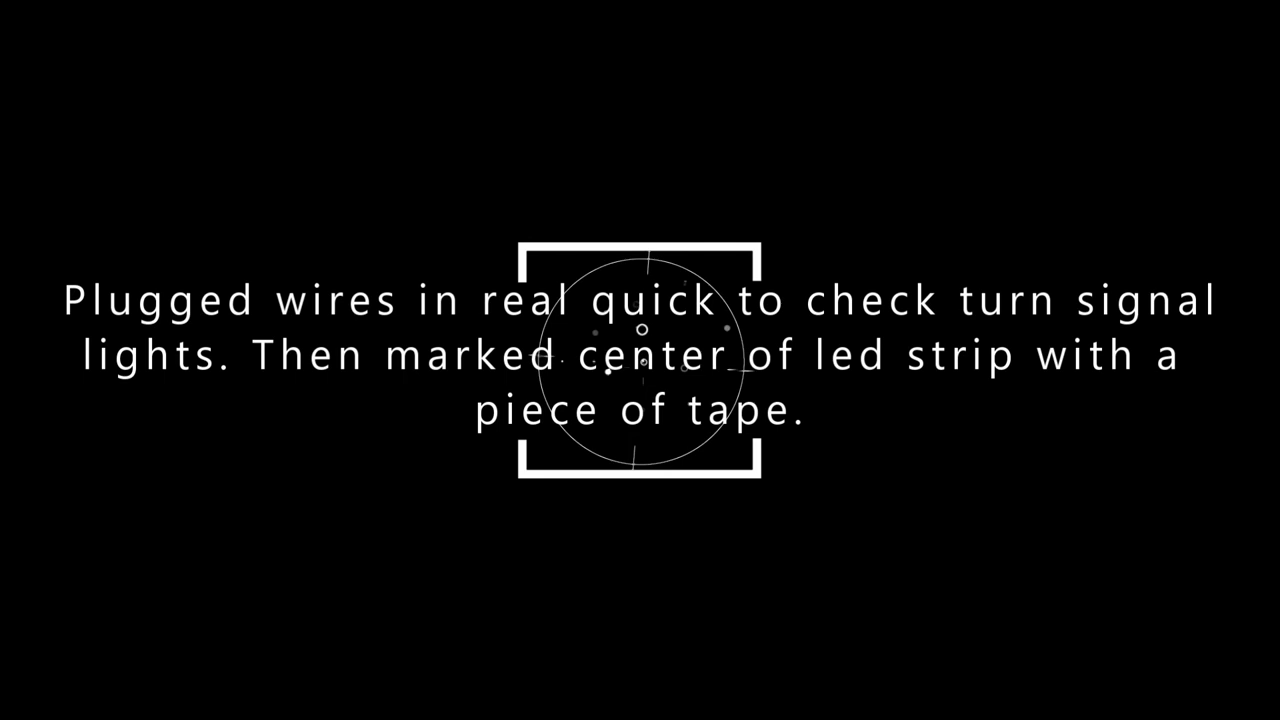 Plugged wires in real quick to check turn signal
lights. Then marked center of led strip with a
piece of tape.